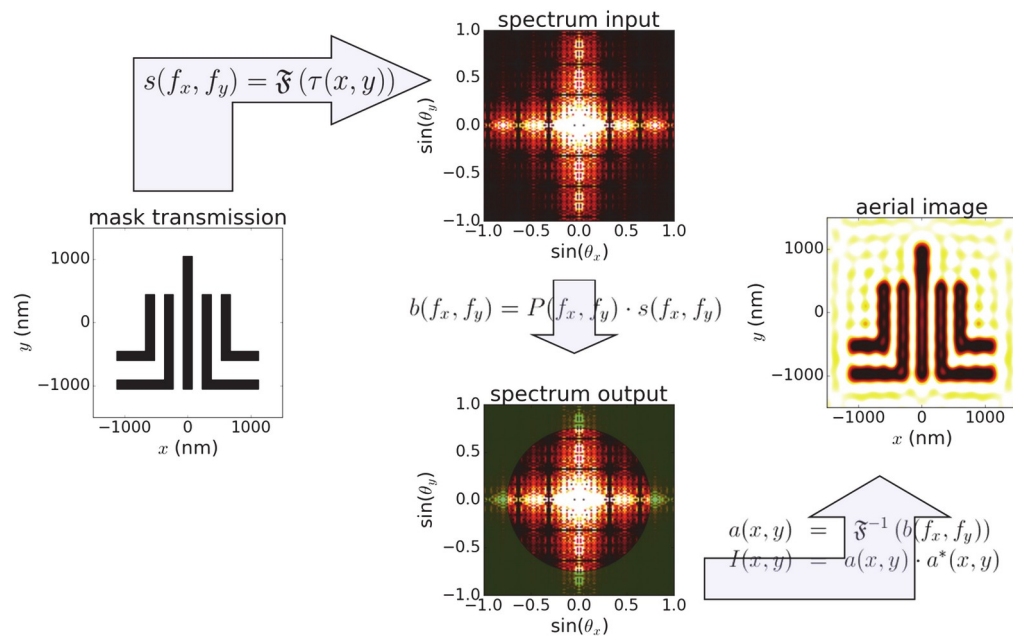 spectrum input
s(f_x, f_y) = 𝔉 (τ(x, y))
1.0
0.5
0.0
−0.5
−1.0
sin(θ_y)
−1.0 −0.5 0.0 0.5 1.0
sin(θ_x)
mask transmission
1000
0
−1000
y (nm)
−1000 0 1000
x (nm)
b(f_x, f_y) = P(f_x, f_y) · s(f_x, f_y)
aerial image
1000
0
−1000
y (nm)
−1000 0 1000
x (nm)
spectrum output
1.0
0.5
0.0
−0.5
−1.0
sin(θ_y)
−1.0 −0.5 0.0 0.5 1.0
sin(θ_x)
a(x, y) = 𝔉⁻¹ (b(f_x, f_y))
I(x, y) = a(x, y) · a*(x, y)